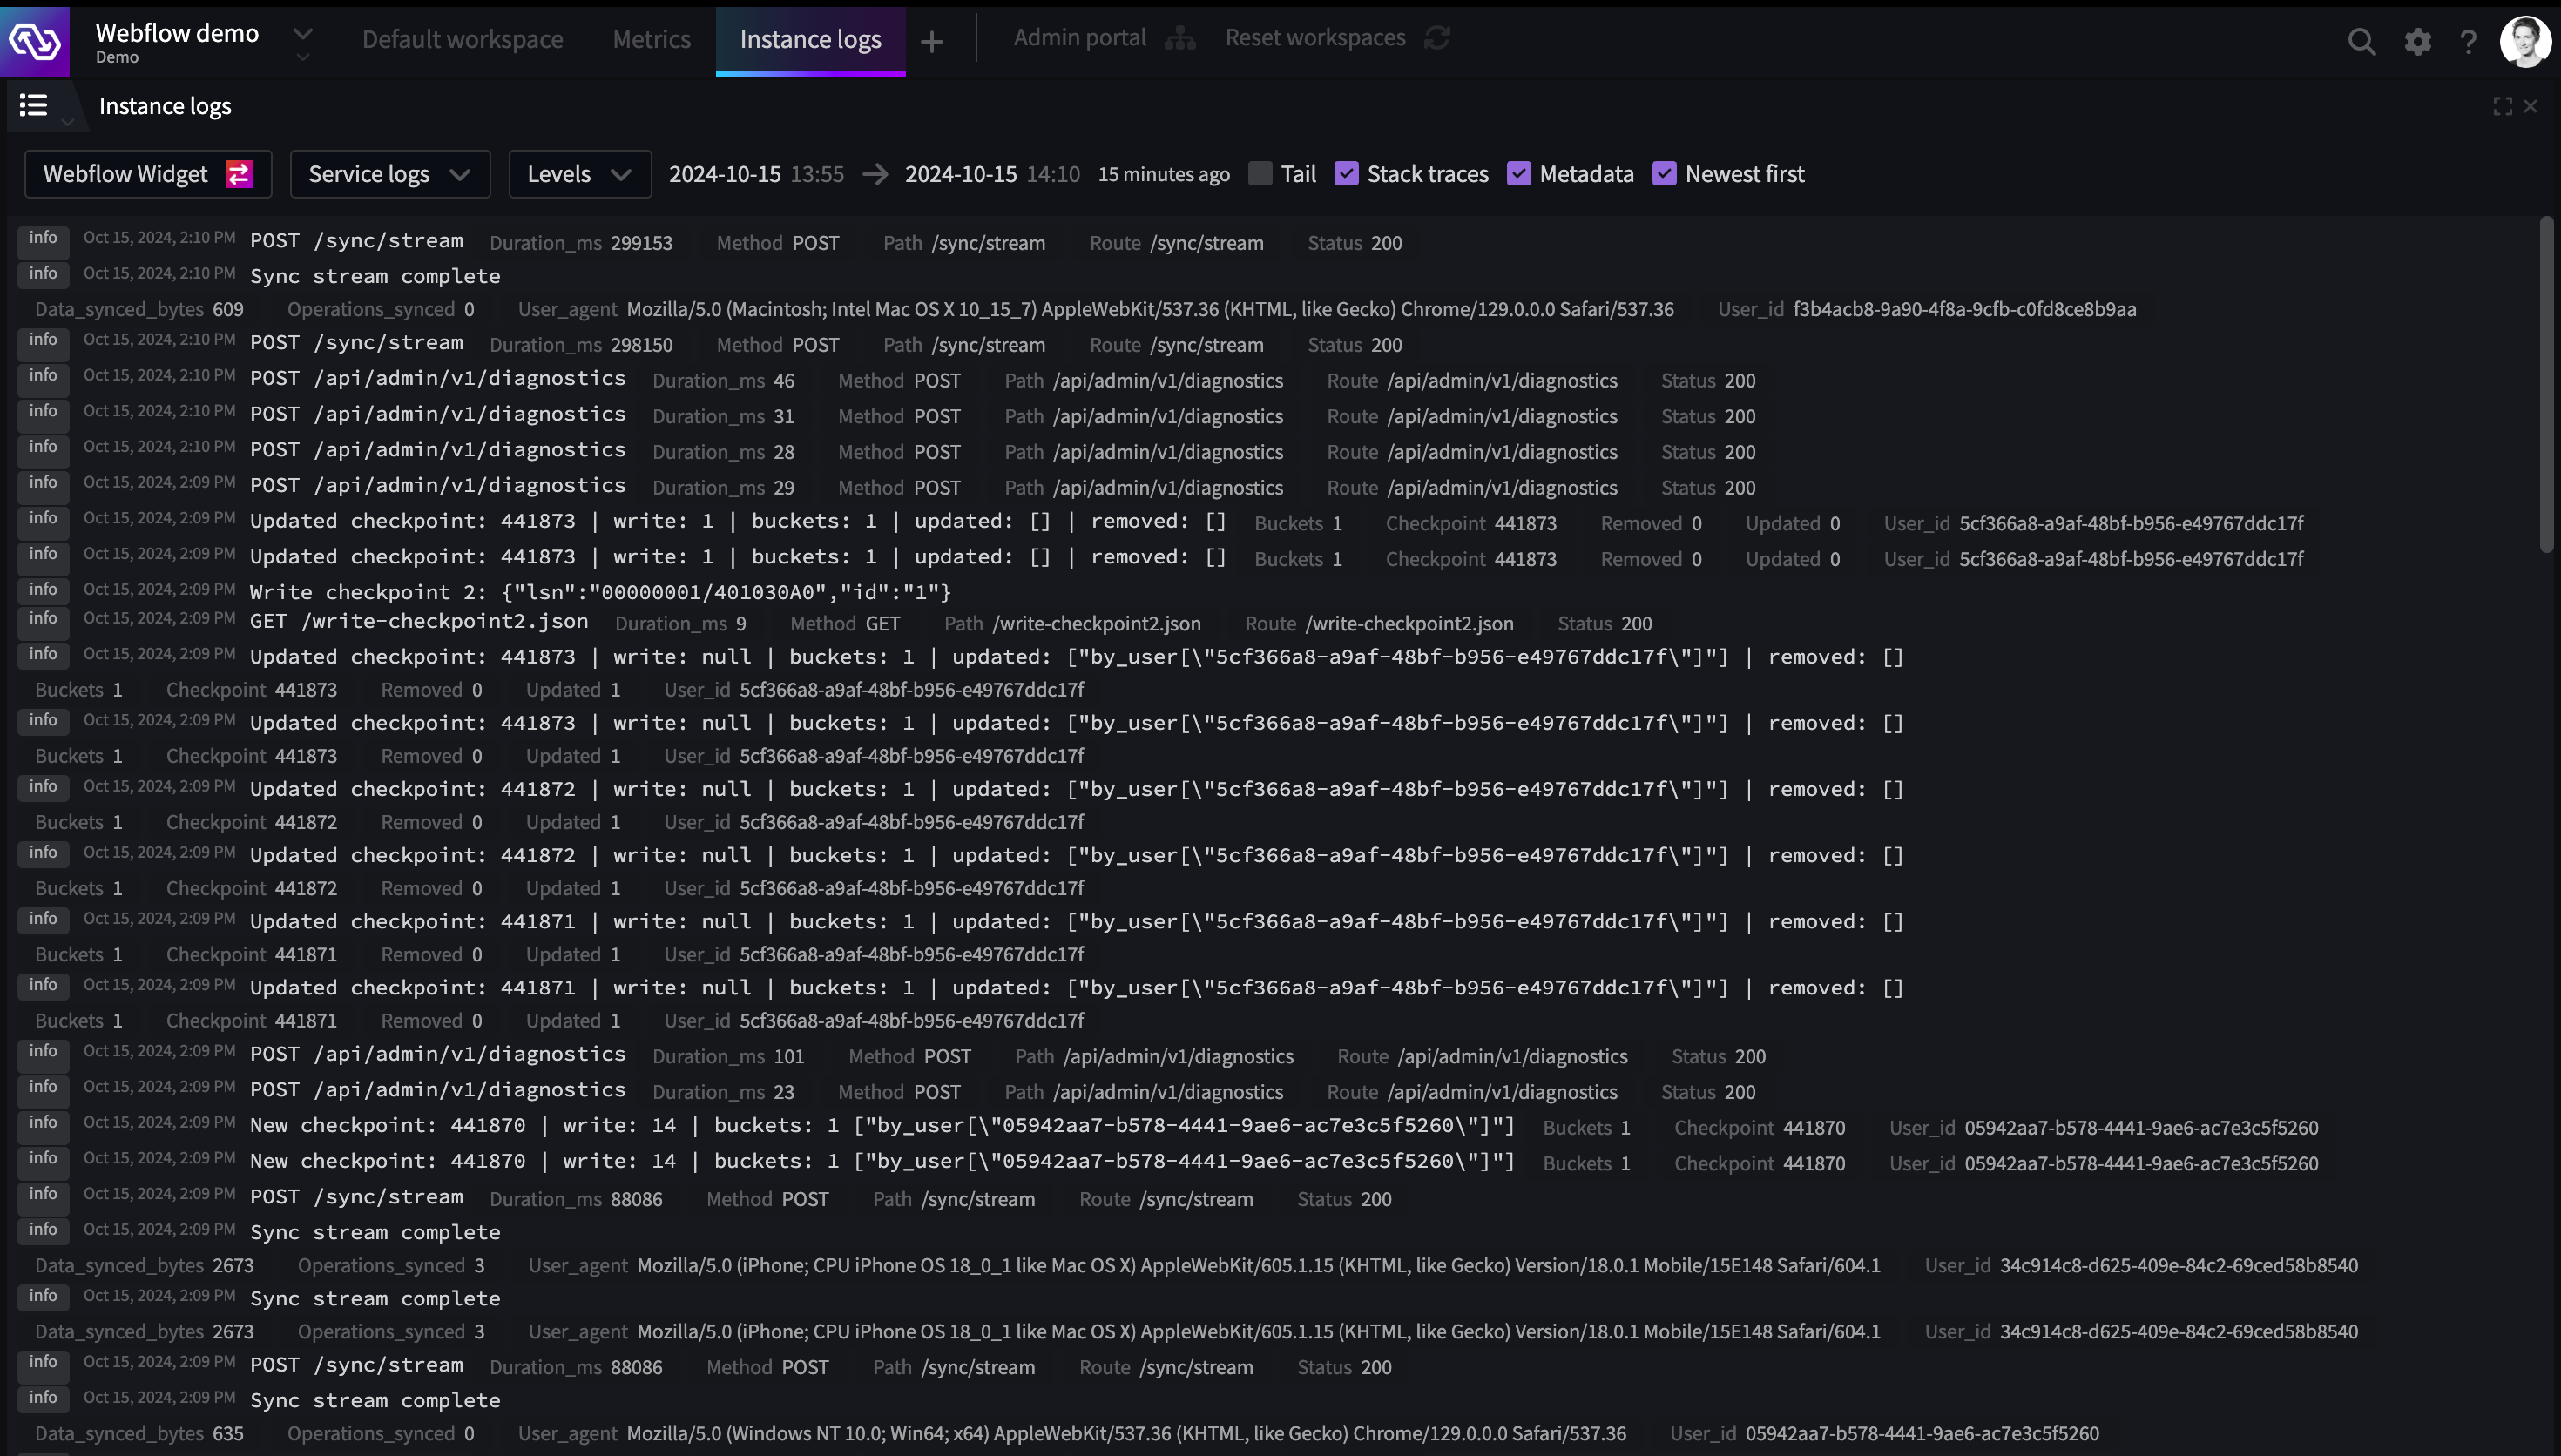 Webflow demo Default workspace Metrics Instance logs + Admin portal Reset workspaces ?
Demo
Instance logs
Webflow Widget Service logs Levels 2024-10-15 13:55 → 2024-10-15 14:10 15 minutes ago Tail Stack traces Metadata Newest first
info Oct 15, 2024, 2:10 PM POST /sync/stream Duration_ms 299153 Method POST Path /sync/stream Route /sync/stream Status 200
info Oct 15, 2024, 2:10 PM Sync stream complete
Data_synced_bytes 609 Operations_synced 0 User_agent Mozilla/5.0 (Macintosh; Intel Mac OS X 10_15_7) AppleWebKit/537.36 (KHTML, like Gecko) Chrome/129.0.0.0 Safari/537.36 User_id f3b4acb8-9a90-4f8a-9cfb-c0fd8ce8b9aa
info Oct 15, 2024, 2:10 PM POST /sync/stream Duration_ms 298150 Method POST Path /sync/stream Route /sync/stream Status 200
info Oct 15, 2024, 2:10 PM POST /api/admin/v1/diagnostics Duration_ms 46 Method POST Path /api/admin/v1/diagnostics Route /api/admin/v1/diagnostics Status 200
info Oct 15, 2024, 2:10 PM POST /api/admin/v1/diagnostics Duration_ms 31 Method POST Path /api/admin/v1/diagnostics Route /api/admin/v1/diagnostics Status 200
info Oct 15, 2024, 2:10 PM POST /api/admin/v1/diagnostics Duration_ms 28 Method POST Path /api/admin/v1/diagnostics Route /api/admin/v1/diagnostics Status 200
info Oct 15, 2024, 2:09 PM POST /api/admin/v1/diagnostics Duration_ms 29 Method POST Path /api/admin/v1/diagnostics Route /api/admin/v1/diagnostics Status 200
info Oct 15, 2024, 2:09 PM Updated checkpoint: 441873 | write: 1 | buckets: 1 | updated: [] | removed: [] Buckets 1 Checkpoint 441873 Removed 0 Updated 0 User_id 5cf366a8-a9af-48bf-b956-e49767ddc17f
info Oct 15, 2024, 2:09 PM Updated checkpoint: 441873 | write: 1 | buckets: 1 | updated: [] | removed: [] Buckets 1 Checkpoint 441873 Removed 0 Updated 0 User_id 5cf366a8-a9af-48bf-b956-e49767ddc17f
info Oct 15, 2024, 2:09 PM Write checkpoint 2: {"lsn":"00000001/401030A0","id":"1"}
info Oct 15, 2024, 2:09 PM GET /write-checkpoint2.json Duration_ms 9 Method GET Path /write-checkpoint2.json Route /write-checkpoint2.json Status 200
info Oct 15, 2024, 2:09 PM Updated checkpoint: 441873 | write: null | buckets: 1 | updated: ["by_user[\"5cf366a8-a9af-48bf-b956-e49767ddc17f\"]"] | removed: []
Buckets 1 Checkpoint 441873 Removed 0 Updated 1 User_id 5cf366a8-a9af-48bf-b956-e49767ddc17f
info Oct 15, 2024, 2:09 PM Updated checkpoint: 441873 | write: null | buckets: 1 | updated: ["by_user[\"5cf366a8-a9af-48bf-b956-e49767ddc17f\"]"] | removed: []
Buckets 1 Checkpoint 441873 Removed 0 Updated 1 User_id 5cf366a8-a9af-48bf-b956-e49767ddc17f
info Oct 15, 2024, 2:09 PM Updated checkpoint: 441872 | write: null | buckets: 1 | updated: ["by_user[\"5cf366a8-a9af-48bf-b956-e49767ddc17f\"]"] | removed: []
Buckets 1 Checkpoint 441872 Removed 0 Updated 1 User_id 5cf366a8-a9af-48bf-b956-e49767ddc17f
info Oct 15, 2024, 2:09 PM Updated checkpoint: 441872 | write: null | buckets: 1 | updated: ["by_user[\"5cf366a8-a9af-48bf-b956-e49767ddc17f\"]"] | removed: []
Buckets 1 Checkpoint 441872 Removed 0 Updated 1 User_id 5cf366a8-a9af-48bf-b956-e49767ddc17f
info Oct 15, 2024, 2:09 PM Updated checkpoint: 441871 | write: null | buckets: 1 | updated: ["by_user[\"5cf366a8-a9af-48bf-b956-e49767ddc17f\"]"] | removed: []
Buckets 1 Checkpoint 441871 Removed 0 Updated 1 User_id 5cf366a8-a9af-48bf-b956-e49767ddc17f
info Oct 15, 2024, 2:09 PM Updated checkpoint: 441871 | write: null | buckets: 1 | updated: ["by_user[\"5cf366a8-a9af-48bf-b956-e49767ddc17f\"]"] | removed: []
Buckets 1 Checkpoint 441871 Removed 0 Updated 1 User_id 5cf366a8-a9af-48bf-b956-e49767ddc17f
info Oct 15, 2024, 2:09 PM POST /api/admin/v1/diagnostics Duration_ms 101 Method POST Path /api/admin/v1/diagnostics Route /api/admin/v1/diagnostics Status 200
info Oct 15, 2024, 2:09 PM POST /api/admin/v1/diagnostics Duration_ms 23 Method POST Path /api/admin/v1/diagnostics Route /api/admin/v1/diagnostics Status 200
info Oct 15, 2024, 2:09 PM New checkpoint: 441870 | write: 14 | buckets: 1 ["by_user[\"05942aa7-b578-4441-9ae6-ac7e3c5f5260\"]"] Buckets 1 Checkpoint 441870 User_id 05942aa7-b578-4441-9ae6-ac7e3c5f5260
info Oct 15, 2024, 2:09 PM New checkpoint: 441870 | write: 14 | buckets: 1 ["by_user[\"05942aa7-b578-4441-9ae6-ac7e3c5f5260\"]"] Buckets 1 Checkpoint 441870 User_id 05942aa7-b578-4441-9ae6-ac7e3c5f5260
info Oct 15, 2024, 2:09 PM POST /sync/stream Duration_ms 88086 Method POST Path /sync/stream Route /sync/stream Status 200
info Oct 15, 2024, 2:09 PM Sync stream complete
Data_synced_bytes 2673 Operations_synced 3 User_agent Mozilla/5.0 (iPhone; CPU iPhone OS 18_0_1 like Mac OS X) AppleWebKit/605.1.15 (KHTML, like Gecko) Version/18.0.1 Mobile/15E148 Safari/604.1 User_id 34c914c8-d625-409e-84c2-69ced58b8540
info Oct 15, 2024, 2:09 PM Sync stream complete
Data_synced_bytes 2673 Operations_synced 3 User_agent Mozilla/5.0 (iPhone; CPU iPhone OS 18_0_1 like Mac OS X) AppleWebKit/605.1.15 (KHTML, like Gecko) Version/18.0.1 Mobile/15E148 Safari/604.1 User_id 34c914c8-d625-409e-84c2-69ced58b8540
info Oct 15, 2024, 2:09 PM POST /sync/stream Duration_ms 88086 Method POST Path /sync/stream Route /sync/stream Status 200
info Oct 15, 2024, 2:09 PM Sync stream complete
Data_synced_bytes 635 Operations_synced 0 User_agent Mozilla/5.0 (Windows NT 10.0; Win64; x64) AppleWebKit/537.36 (KHTML, like Gecko) Chrome/129.0.0.0 Safari/537.36 User_id 05942aa7-b578-4441-9ae6-ac7e3c5f5260